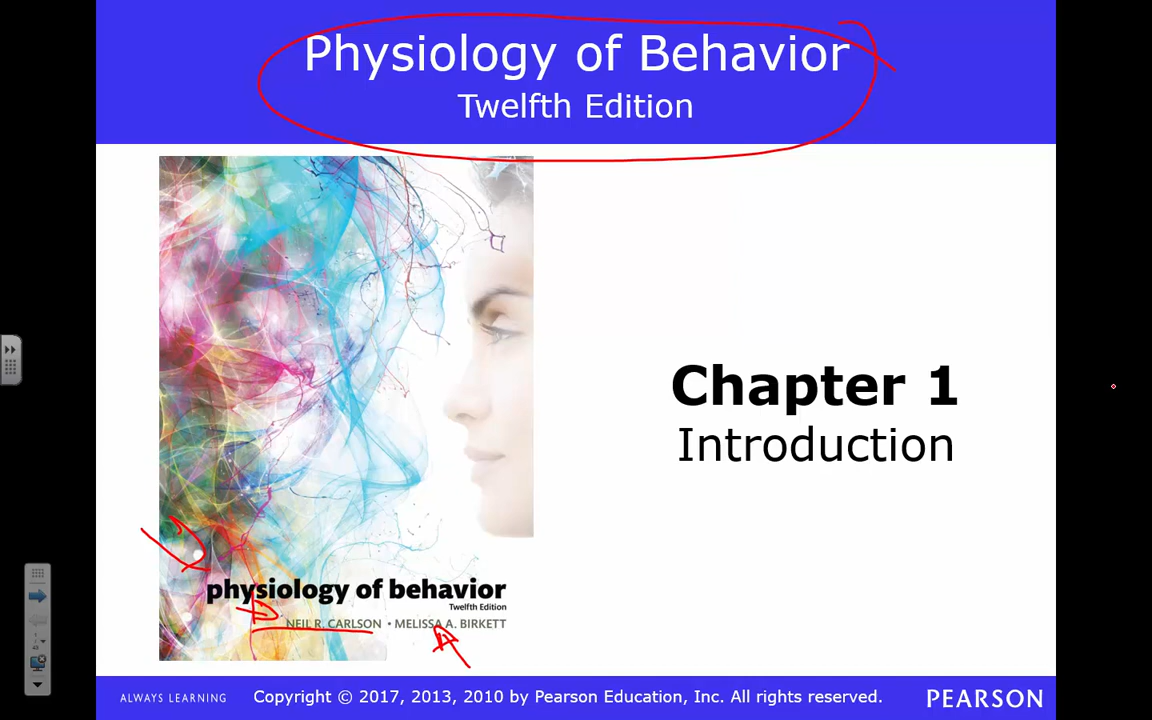 Physiology of Behavior
Twelfth Edition
Chapter 1
Introduction
physiology of behavior
Twelfth Edition
NEIL R. CARLSON • MELISSA A. BIRKETT
ALWAYS LEARNING
Copyright © 2017, 2013, 2010 by Pearson Education, Inc. All rights reserved.
PEARSON